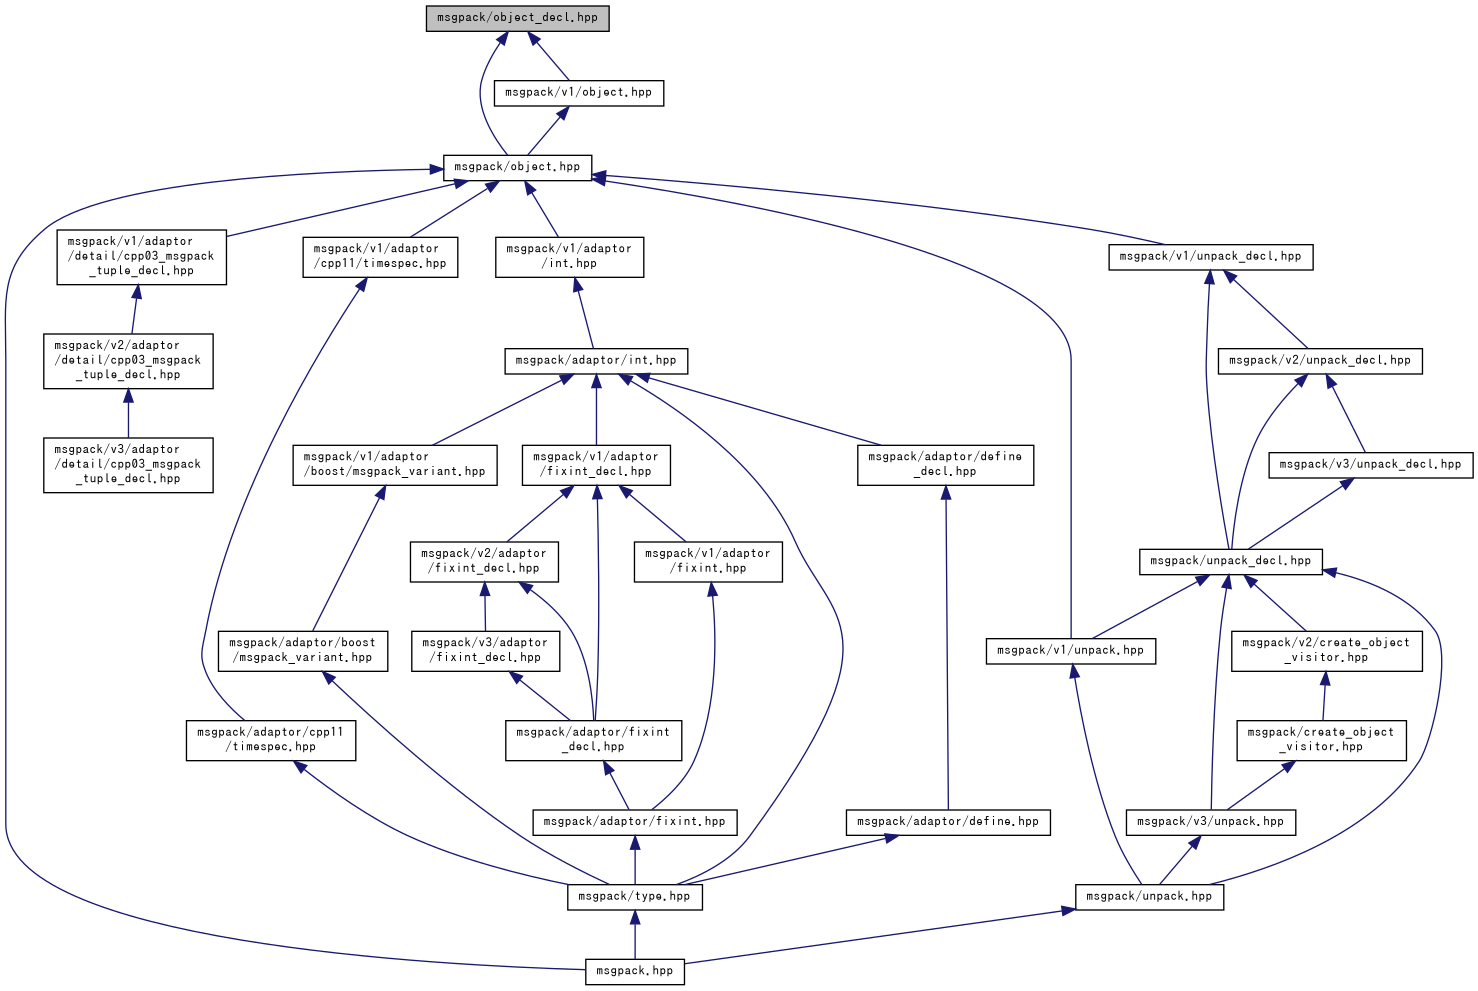 msgpack/object_decl.hpp
msgpack/v1/object.hpp
msgpack/object.hpp
msgpack/v1/adaptor
/detail/cpp03_msgpack
_tuple_decl.hpp
msgpack/v1/adaptor
/cpp11/timespec.hpp
msgpack/v1/adaptor
/int.hpp
msgpack/v1/unpack_decl.hpp
msgpack/v2/adaptor
/detail/cpp03_msgpack
_tuple_decl.hpp
msgpack/adaptor/int.hpp
msgpack/v2/unpack_decl.hpp
msgpack/v3/adaptor
/detail/cpp03_msgpack
_tuple_decl.hpp
msgpack/v1/adaptor
/boost/msgpack_variant.hpp
msgpack/v1/adaptor
/fixint_decl.hpp
msgpack/adaptor/define
_decl.hpp
msgpack/v3/unpack_decl.hpp
msgpack/v2/adaptor
/fixint_decl.hpp
msgpack/v1/adaptor
/fixint.hpp
msgpack/unpack_decl.hpp
msgpack/adaptor/boost
/msgpack_variant.hpp
msgpack/v3/adaptor
/fixint_decl.hpp
msgpack/v1/unpack.hpp
msgpack/v2/create_object
_visitor.hpp
msgpack/adaptor/cpp11
/timespec.hpp
msgpack/adaptor/fixint
_decl.hpp
msgpack/create_object
_visitor.hpp
msgpack/adaptor/fixint.hpp
msgpack/adaptor/define.hpp
msgpack/v3/unpack.hpp
msgpack/type.hpp
msgpack/unpack.hpp
msgpack.hpp